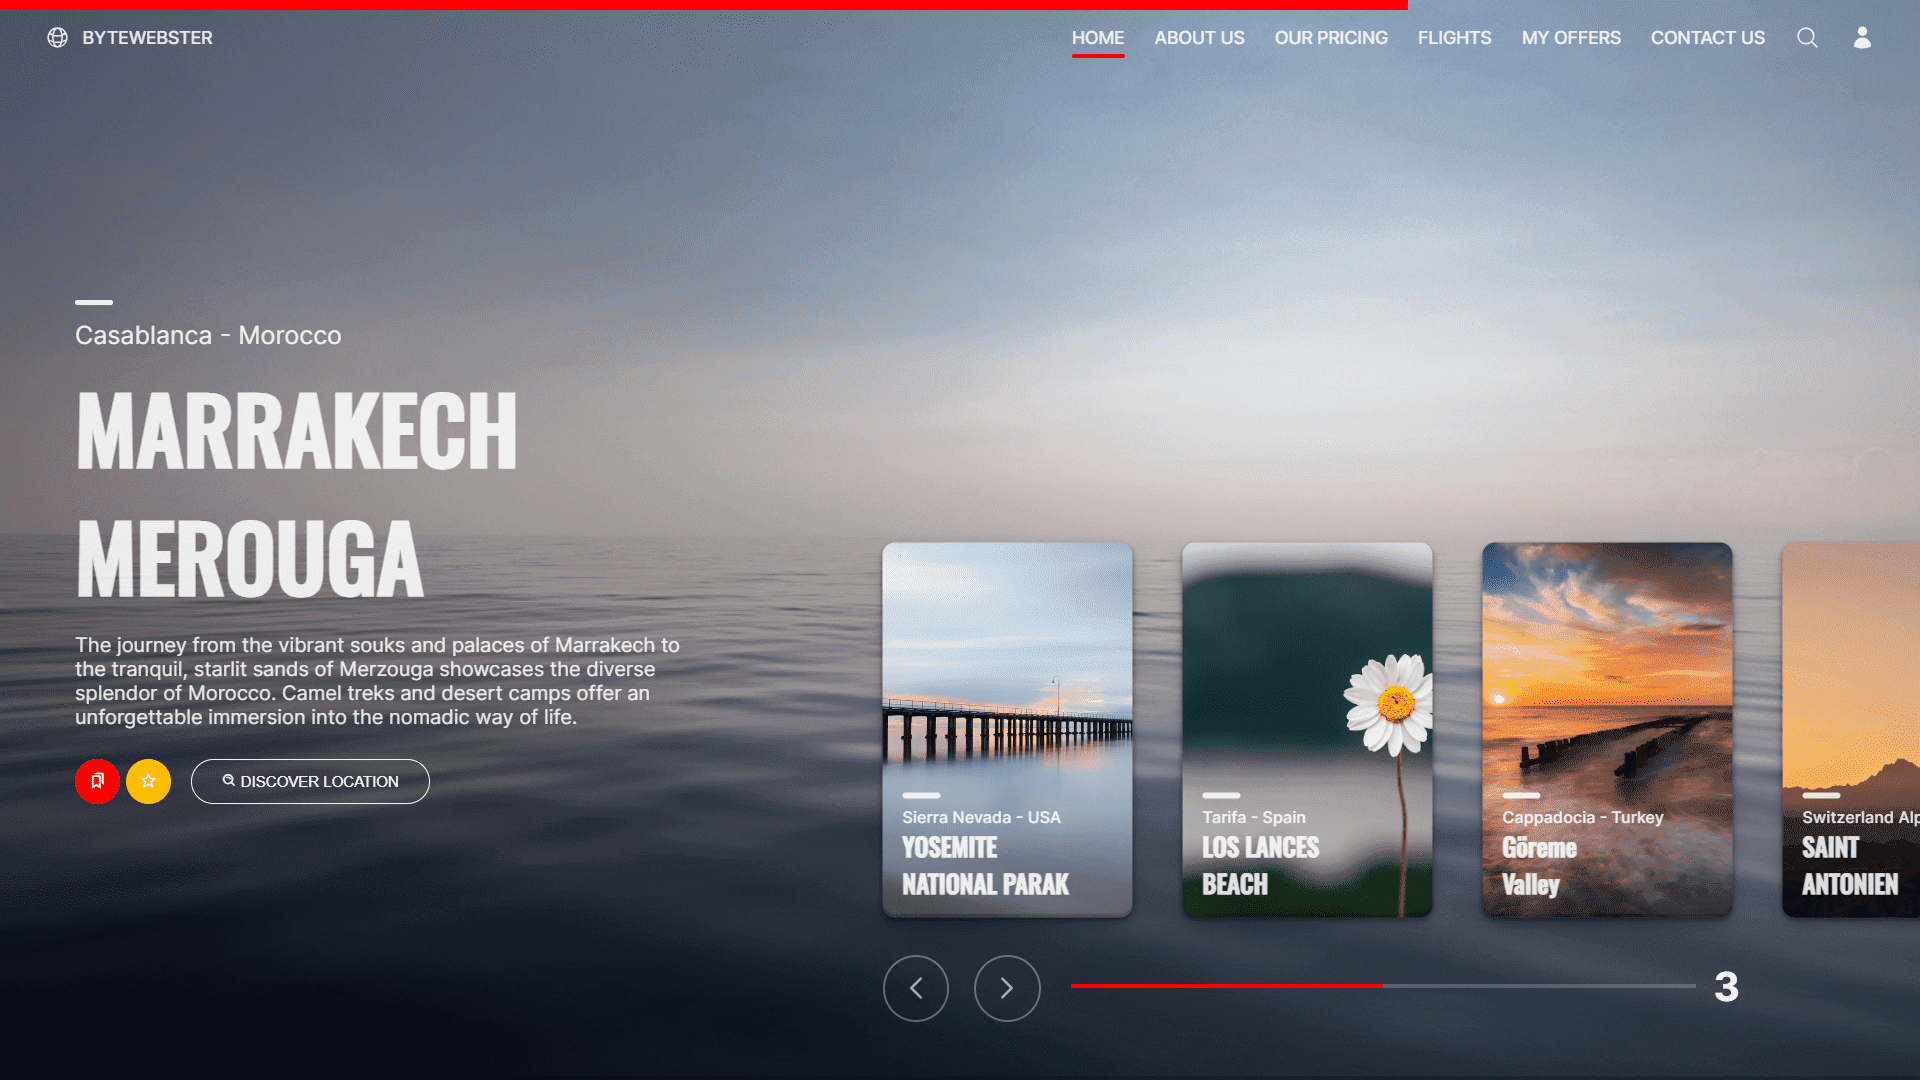 BYTEWEBSTER
HOME ABOUT US OUR PRICING FLIGHTS MY OFFERS CONTACT US
Casablanca - Morocco
MARRAKECH
MEROUGA
The journey from the vibrant souks and palaces of Marrakech to
the tranquil, starlit sands of Merzouga showcases the diverse
splendor of Morocco. Camel treks and desert camps offer an
unforgettable immersion into the nomadic way of life.
DISCOVER LOCATION
Sierra Nevada - USA
YOSEMITE
NATIONAL PARAK
Tarifa - Spain
LOS LANCES
BEACH
Cappadocia - Turkey
Göreme
Valley
Switzerland Alp
SAINT
ANTONIEN
3